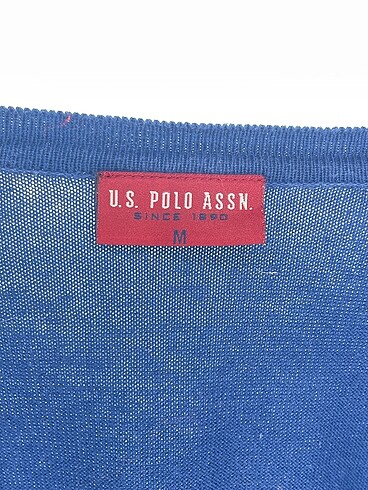 U.S. POLO ASSN.
SINCE 1890
M